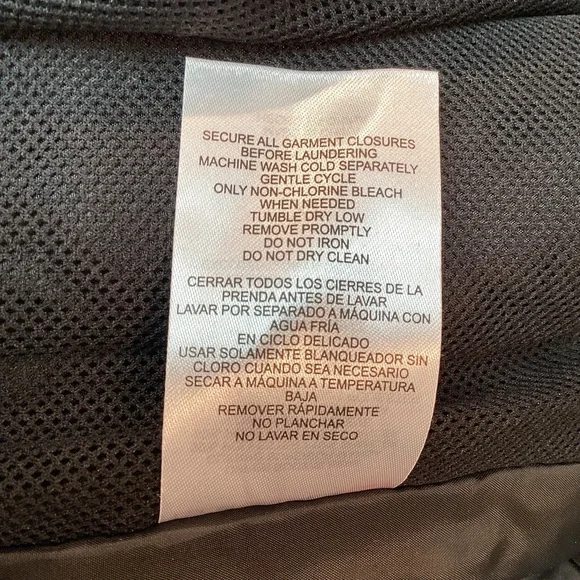 SECURE ALL GARMENT CLOSURES
BEFORE LAUNDERING
MACHINE WASH COLD SEPARATELY
GENTLE CYCLE
ONLY NON-CHLORINE BLEACH
WHEN NEEDED
TUMBLE DRY LOW
REMOVE PROMPTLY
DO NOT IRON
DO NOT DRY CLEAN
CERRAR TODOS LOS CIERRES DE LA
PRENDA ANTES DE LAVAR
LAVAR POR SEPARADO A MÁQUINA CON
AGUA FRÍA
EN CICLO DELICADO
USAR SOLAMENTE BLANQUEADOR SIN
CLORO CUANDO SEA NECESARIO
SECAR A MÁQUINA A TEMPERATURA
BAJA
REMOVER RÁPIDAMENTE
NO PLANCHAR
NO LAVAR EN SECO